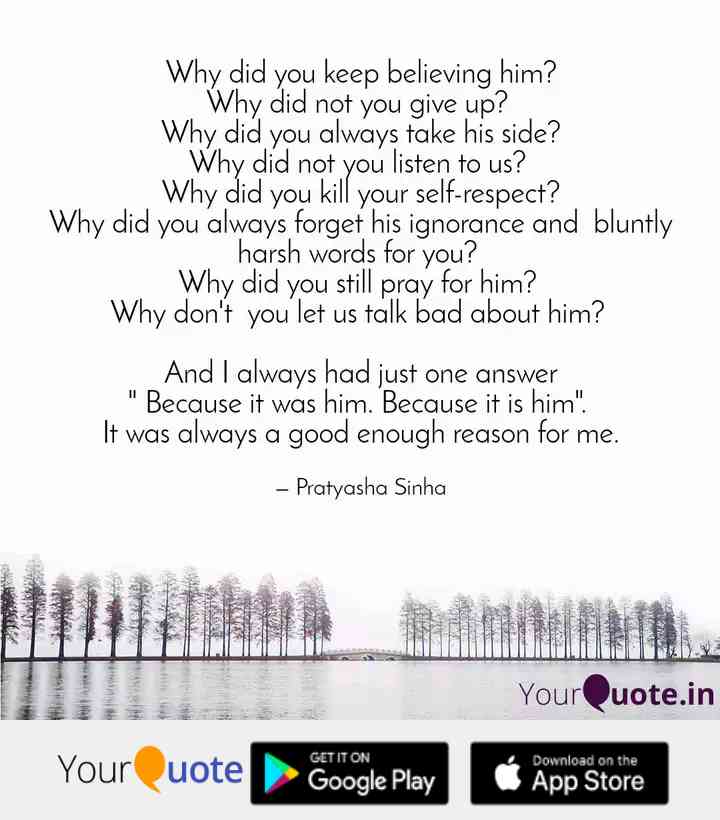 Why did you keep believing him?
Why did not you give up?
Why did you always take his side?
Why did not you listen to us?
Why did you kill your self-respect?
Why did you always forget his ignorance and bluntly
harsh words for you?
Why did you still pray for him?
Why don't you let us talk bad about him?
And I always had just one answer
" Because it was him. Because it is him".
It was always a good enough reason for me.
– Pratyasha Sinha
YourQuote.in
YourQuote
GET IT ON
Google Play
Download on the
App Store